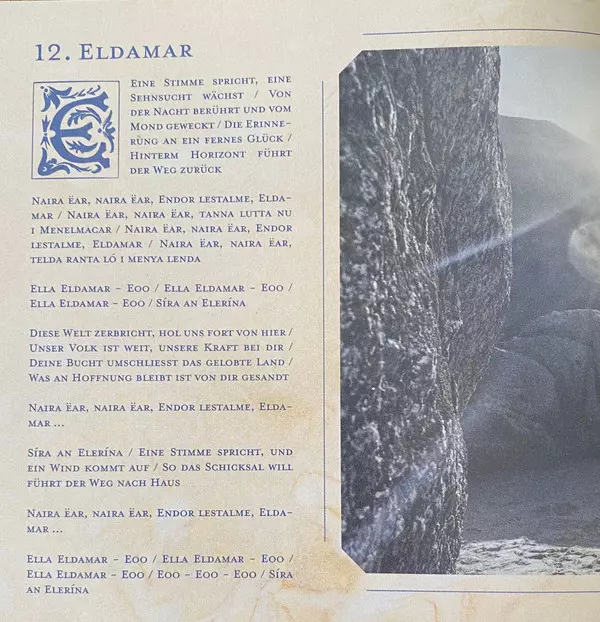 12. Eldamar
Eine Stimme spricht, eine
Sehnsucht wächst / Von
der Nacht berührt und vom
Mond geweckt / Die Erinne-
rung an ein fernes Glück /
Hinterm Horizont führt
der Weg zurück
Naira ëar, naira ëar, Endor lestalme, Elda-
mar / Naira ëar, naira ëar, tanna lutta nu
i Menelmacar / Naira ëar, naira ëar, Endor
lestalme, Eldamar / Naira ëar, naira ëar,
telda ranta ló i menya lenda
Ella Eldamar – Eoo / Ella Eldamar – Eoo /
Ella Eldamar – Eoo / Síra an Elerína
Diese Welt zerbricht, hol uns fort von hier /
Unser Volk ist weit, unsere Kraft bei dir /
Deine Bucht umschliesst das gelobte Land /
Was an Hoffnung bleibt ist von dir gesandt
Naira ëar, naira ëar, Endor lestalme, Elda-
mar ...
Síra an Elerína / Eine Stimme spricht, und
ein Wind kommt auf / So das Schicksal will
führt der Weg nach Haus
Naira ëar, naira ëar, Endor lestalme, Elda-
mar ...
Ella Eldamar – Eoo / Ella Eldamar – Eoo /
Ella Eldamar – Eoo / Eoo – Eoo – Eoo / Síra
an Elerína